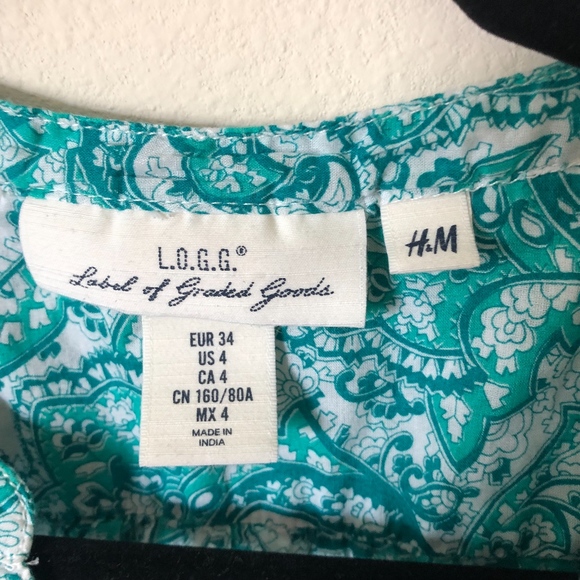 L.O.G.G.®
Label of Graded Goods
H&M
EUR 34
US 4
CA 4
CN 160/80A
MX 4
MADE IN
INDIA